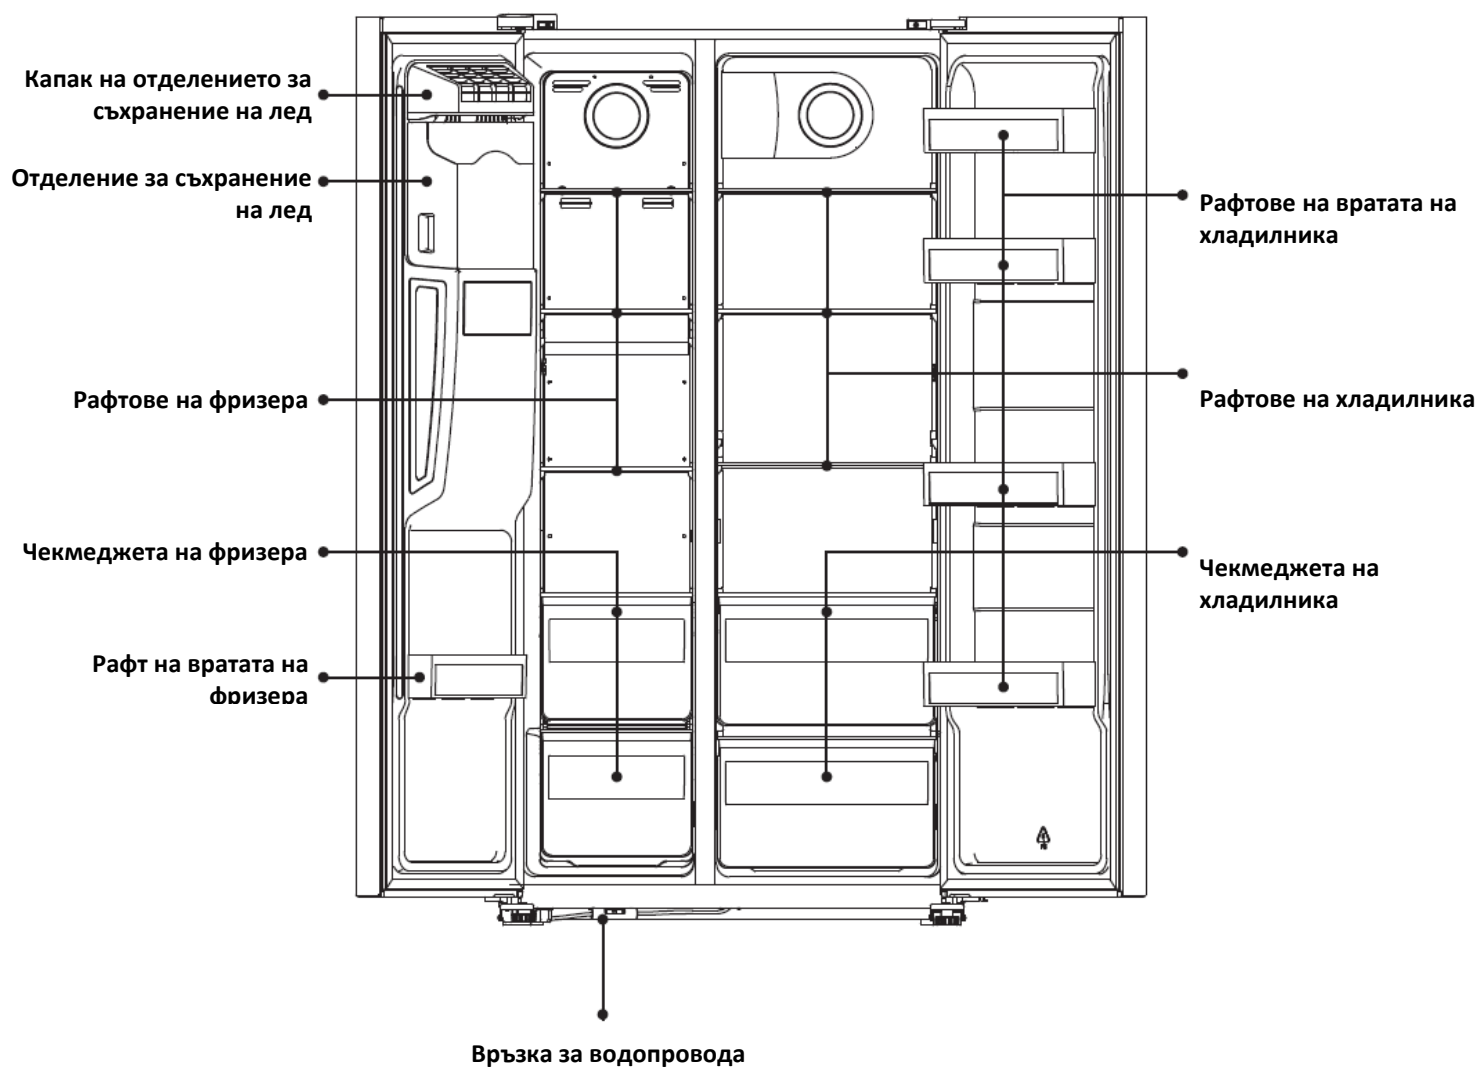 Капак на отделението за
съхранение на лед
Отделение за съхранение
на лед
Рафтове на фризера
Чекмеджета на фризера
Рафт на вратата на
фризера
Рафтове на вратата на
хладилника
Рафтове на хладилника
Чекмеджета на
хладилника
Връзка за водопровода